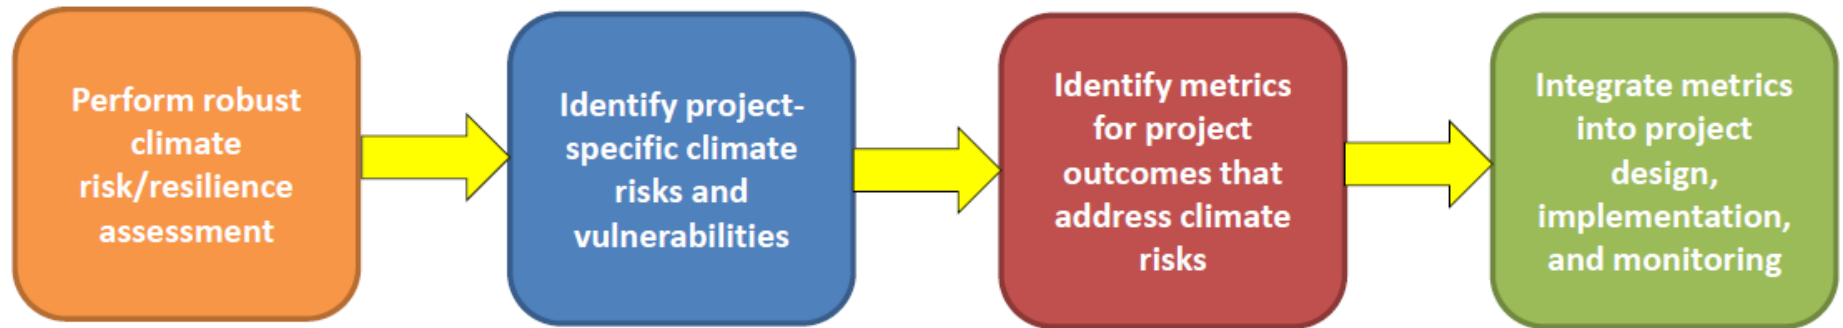 Perform robust
climate
risk/resilience
assessment
Identify project-
specific climate
risks and
vulnerabilities
Identify metrics
for project
outcomes that
address climate
risks
Integrate metrics
into project
design,
implementation,
and monitoring